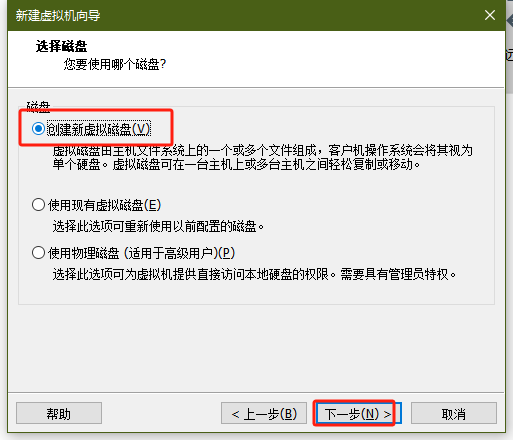 新建虚拟机向导
选择磁盘
您要使用哪个磁盘?
磁盘
创建新虚拟磁盘(V)
虚拟磁盘由主机文件系统上的一个或多个文件组成，客户机操作系统会将其视为
单个硬盘。虚拟磁盘可在一台主机上或多台主机之间轻松复制或移动。
使用现有虚拟磁盘(E)
选择此选项可重新使用以前配置的磁盘。
使用物理磁盘 (适用于高级用户)(P)
选择此选项可为虚拟机提供直接访问本地硬盘的权限。需要具有管理员特权。
帮助
< 上一步(B)
下一步(N) >
取消